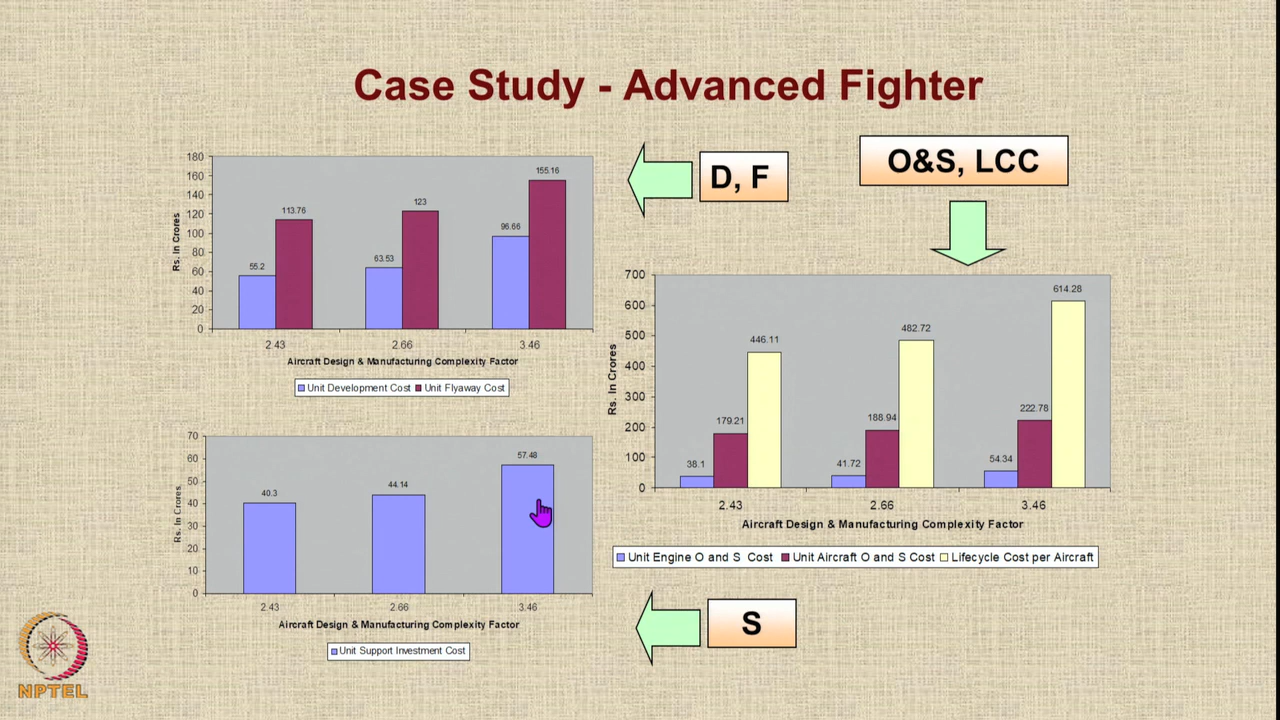 Case Study - Advanced Fighter
D, F
O&S, LCC
Rs. In Crores
180
160
140
120
100
80
60
40
20
0
55.2
113.76
63.53
123
96.66
155.16
2.43 2.66 3.46
Aircraft Design & Manufacturing Complexity Factor
Unit Development Cost Unit Flyaway Cost
Rs. In Crores
70
60
50
40
30
20
10
0
40.3
44.14
57.48
2.43 2.66 3.46
Aircraft Design & Manufacturing Complexity Factor
Unit Support Investment Cost
Rs. In Crores
700
600
500
400
300
200
100
0
38.1
179.21
446.11
41.72
188.94
482.72
54.34
222.78
614.28
2.43 2.66 3.46
Aircraft Design & Manufacturing Complexity Factor
Unit Engine O and S Cost Unit Aircraft O and S Cost Lifecycle Cost per Aircraft
S
NPTEL